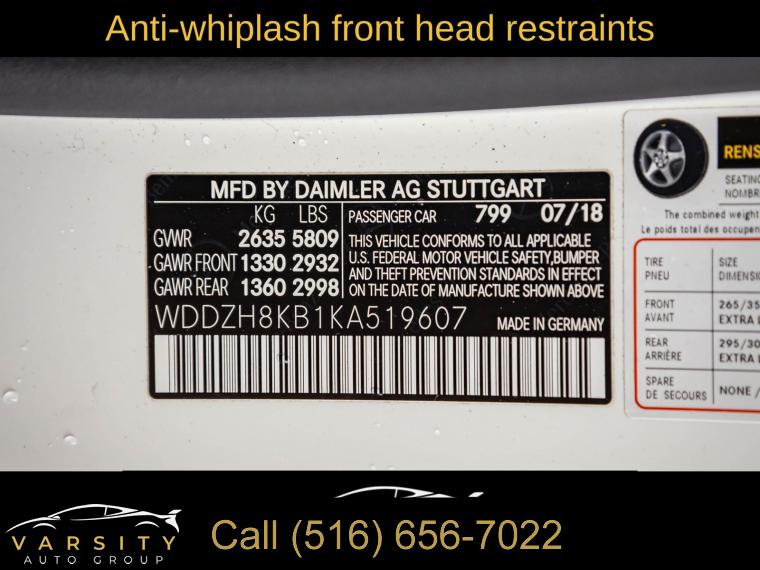 Anti-whiplash front head restraints
MFD BY DAIMLER AG STUTTGART
KG LBS
GVWR 2635 5809
GAWR FRONT 1330 2932
GAWR REAR 1360 2998
PASSENGER CAR 799 07/18
THIS VEHICLE CONFORMS TO ALL APPLICABLE
U.S. FEDERAL MOTOR VEHICLE SAFETY,BUMPER
AND THEFT PREVENTION STANDARDS IN EFFECT
ON THE DATE OF MANUFACTURE SHOWN ABOVE
WDDZH8KB1KA519607 MADE IN GERMANY
The combined weight
Le poids total des
TIRE SIZE
PNEU
FRONT 265/35
AVANT EXTRA
REAR 295/30
ARRIÈRE EXTRA
SPARE NONE /
DE SECOURS
VARSITY
AUTO GROUP
Call (516) 656-7022